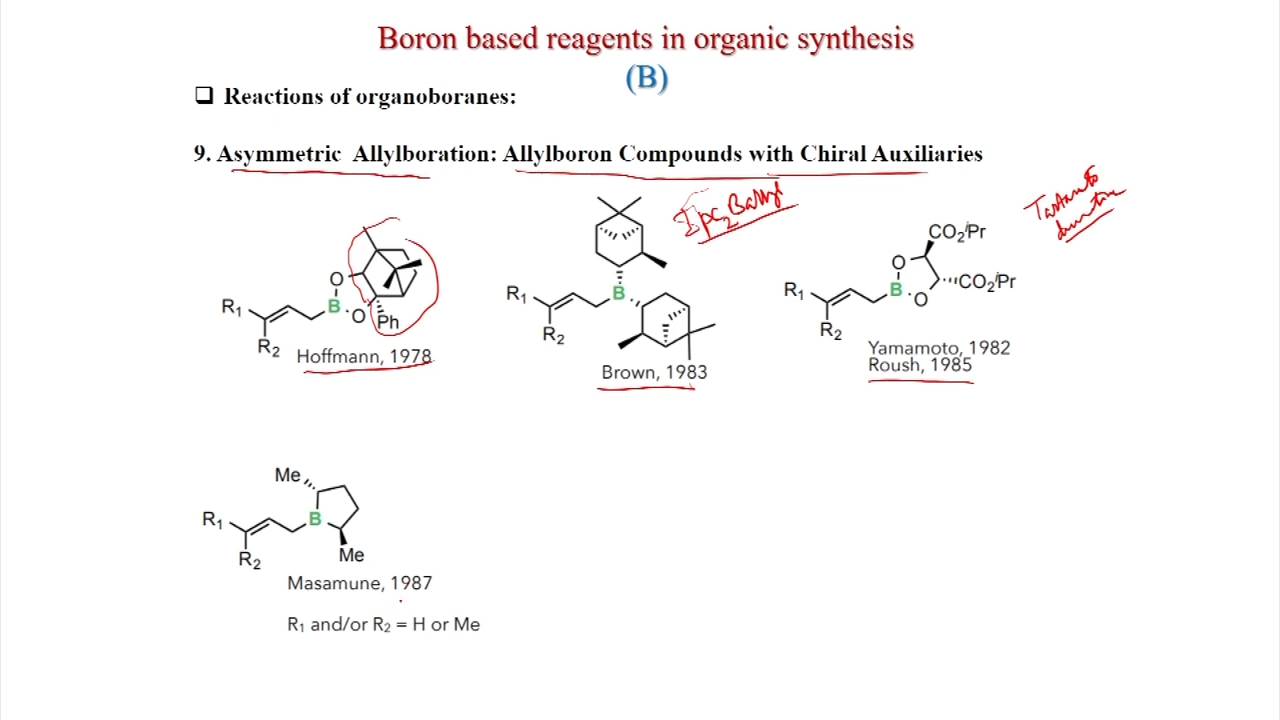 Boron based reagents in organic synthesis
(B)
❑ Reactions of organoboranes:
9. Asymmetric Allylboration: Allylboron Compounds with Chiral Auxiliaries
R₁
R₂
O
B
O
Ph
Hoffmann, 1978
Ipc₂Ballyl
R₁
R₂
B
Brown, 1983
R₁
R₂
O
B
O
CO₂ⁱPr
CO₂ⁱPr
Yamamoto, 1982
Roush, 1985
Me
R₁
R₂
B
Me
Masamune, 1987
R₁ and/or R₂ = H or Me